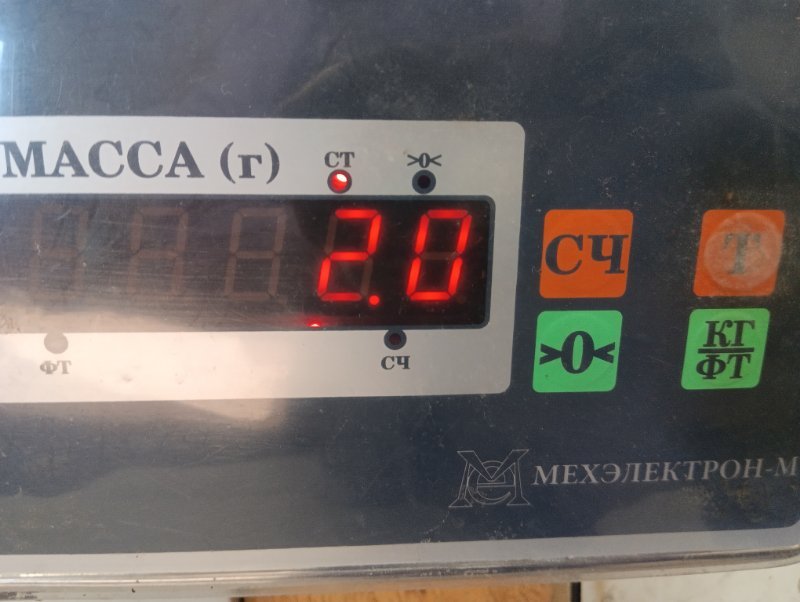 МАССА (г)
СТ
>0<
2.0
ФТ
СЧ
СЧ
Т
>0<
КГ
ФТ
МЕХЭЛЕКТРОН-М